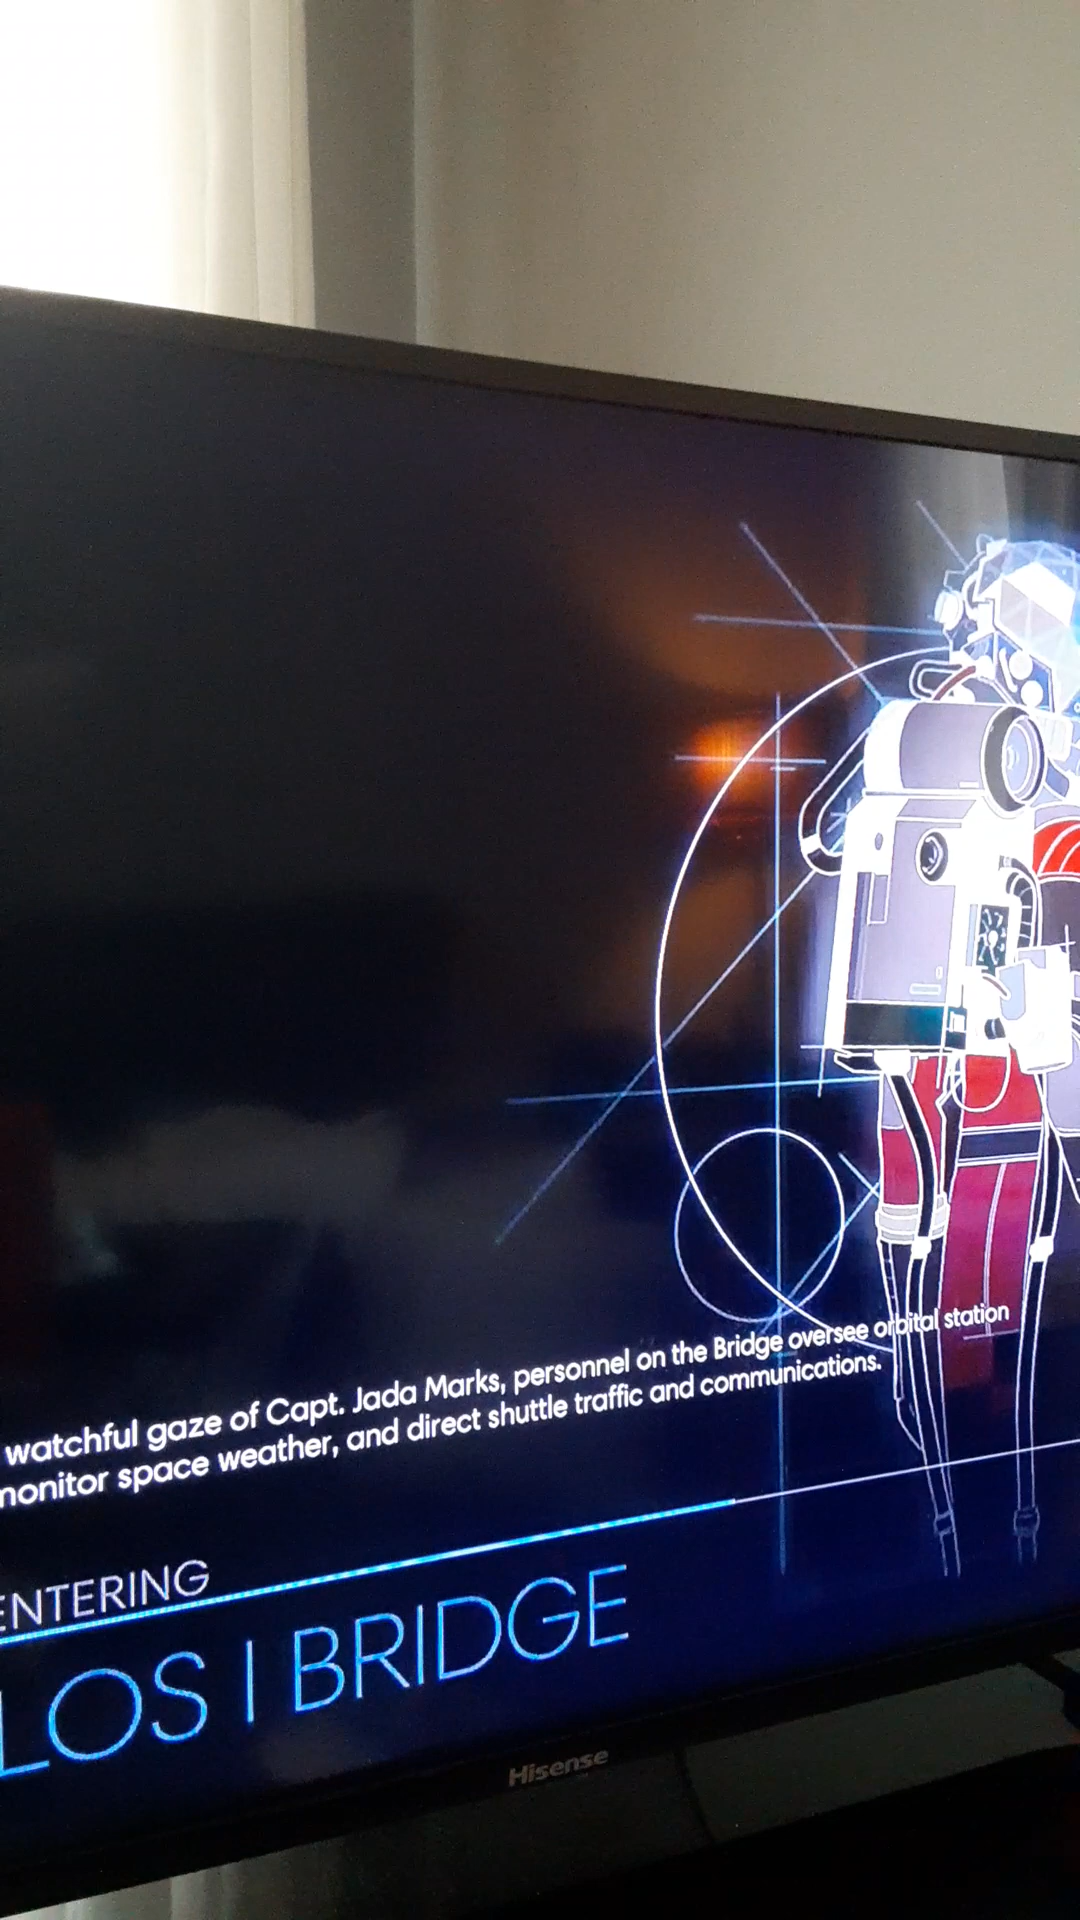 watchful gaze of Capt. Jada Marks, personnel on the Bridge oversee orbital station
monitor space weather, and direct shuttle traffic and communications.
ENTERING
LOS I BRIDGE
Hisense